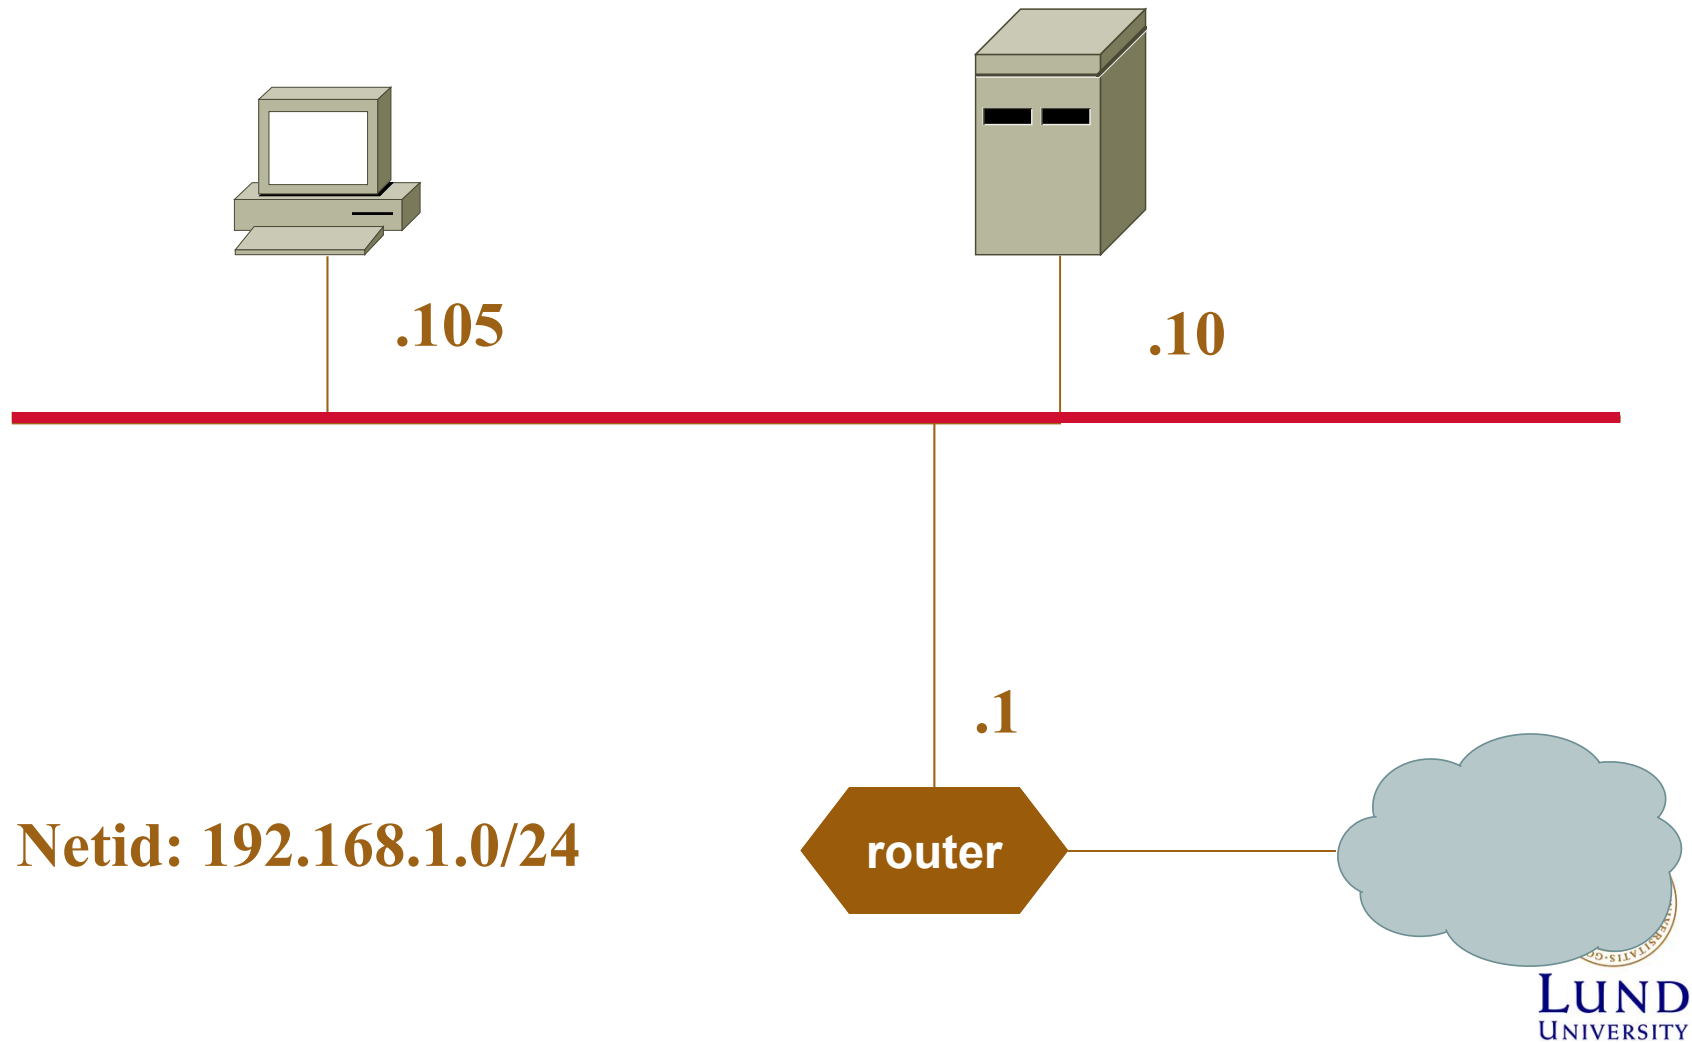 .105
.10
.1
Netid: 192.168.1.0/24
router
LUND
UNIVERSITY